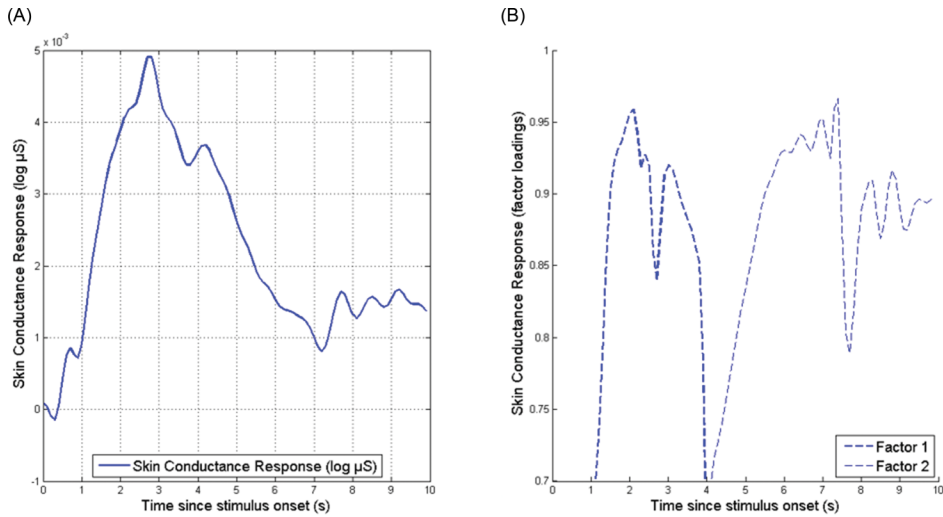 (A)
(B)
x 10⁻³
5
4
3
2
1
0
-1
Skin Conductance Response (log µS)
Skin Conductance Response (log µS)
0 1 2 3 4 5 6 7 8 9 10
Time since stimulus onset (s)
1
0.95
0.9
0.85
0.8
0.75
0.7
Skin Conductance Response (factor loadings)
Factor 1
Factor 2
0 1 2 3 4 5 6 7 8 9 10
Time since stimulus onset (s)